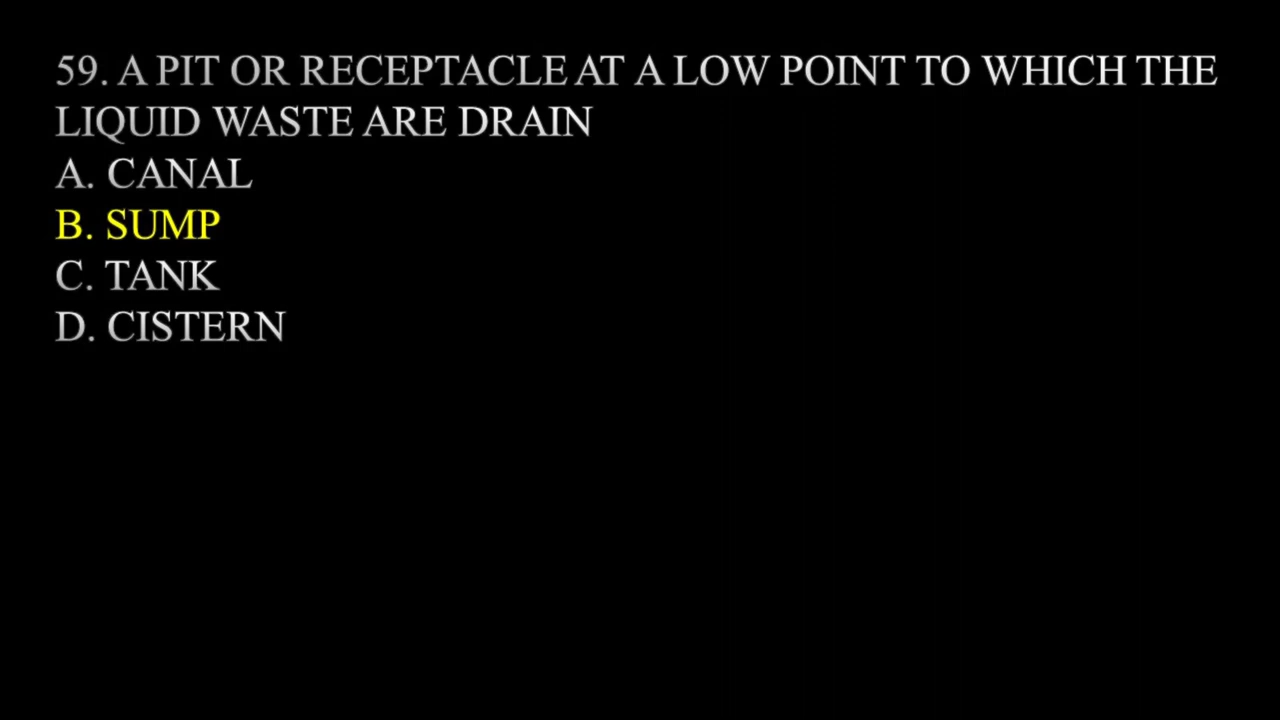 59. A PIT OR RECEPTACLE AT A LOW POINT TO WHICH THE
LIQUID WASTE ARE DRAIN
A. CANAL
B. SUMP
C. TANK
D. CISTERN